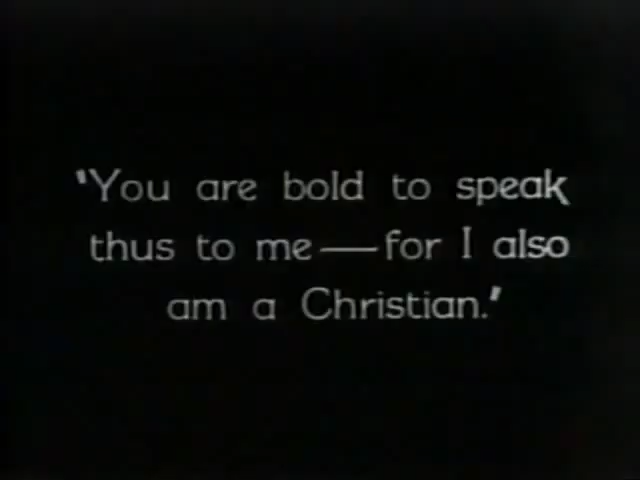 'You are bold to speak
thus to me—for I also
am a Christian.'